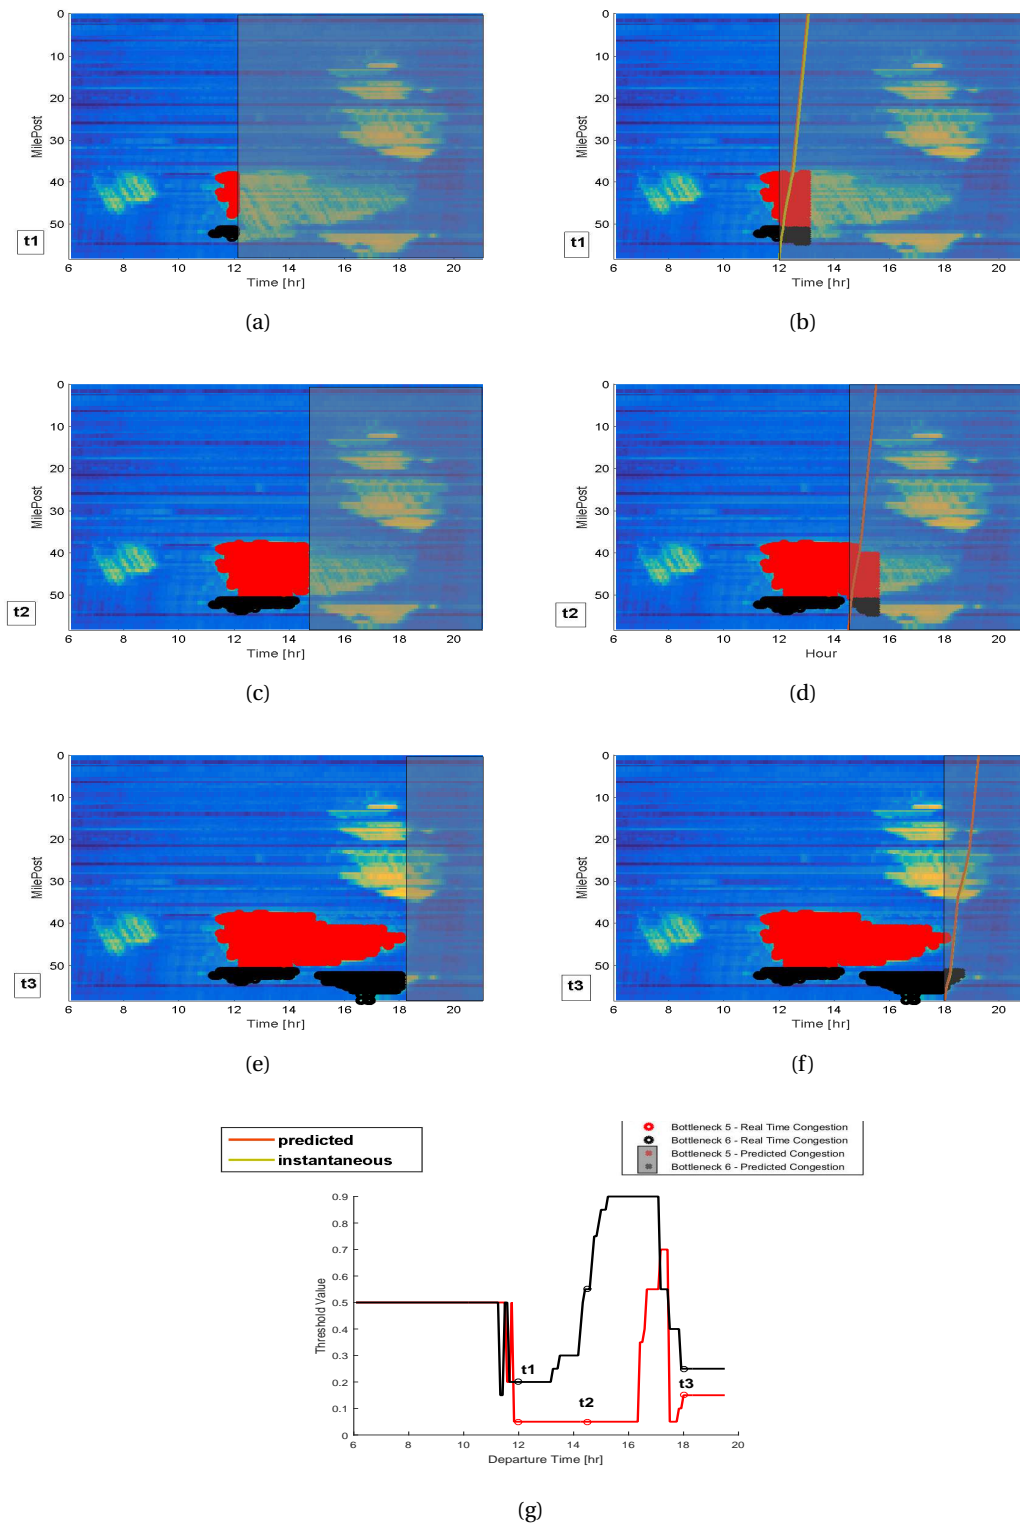 0
10
20
30
40
50
MilePost
t1
6 8 10 12 14 16 18 20
Time [hr]
(a)
0
10
20
30
40
50
MilePost
t1
6 8 10 12 14 16 18 20
Time [hr]
(b)
0
10
20
30
40
50
MilePost
t2
6 8 10 12 14 16 18 20
Time [hr]
(c)
0
10
20
30
40
50
MilePost
t2
6 8 10 12 14 16 18 20
Hour
(d)
0
10
20
30
40
50
MilePost
t3
6 8 10 12 14 16 18 20
Time [hr]
(e)
0
10
20
30
40
50
MilePost
t3
6 8 10 12 14 16 18 20
Time [hr]
(f)
predicted
instantaneous
Bottleneck 5 - Real Time Congestion
Bottleneck 6 - Real Time Congestion
Bottleneck 5 - Predicted Congestion
Bottleneck 6 - Predicted Congestion
0.9
0.8
0.7
0.6
0.5
0.4
0.3
0.2
0.1
0
Threshold Value
t1
t2
t3
6 8 10 12 14 16 18 20
Departure Time [hr]
(g)